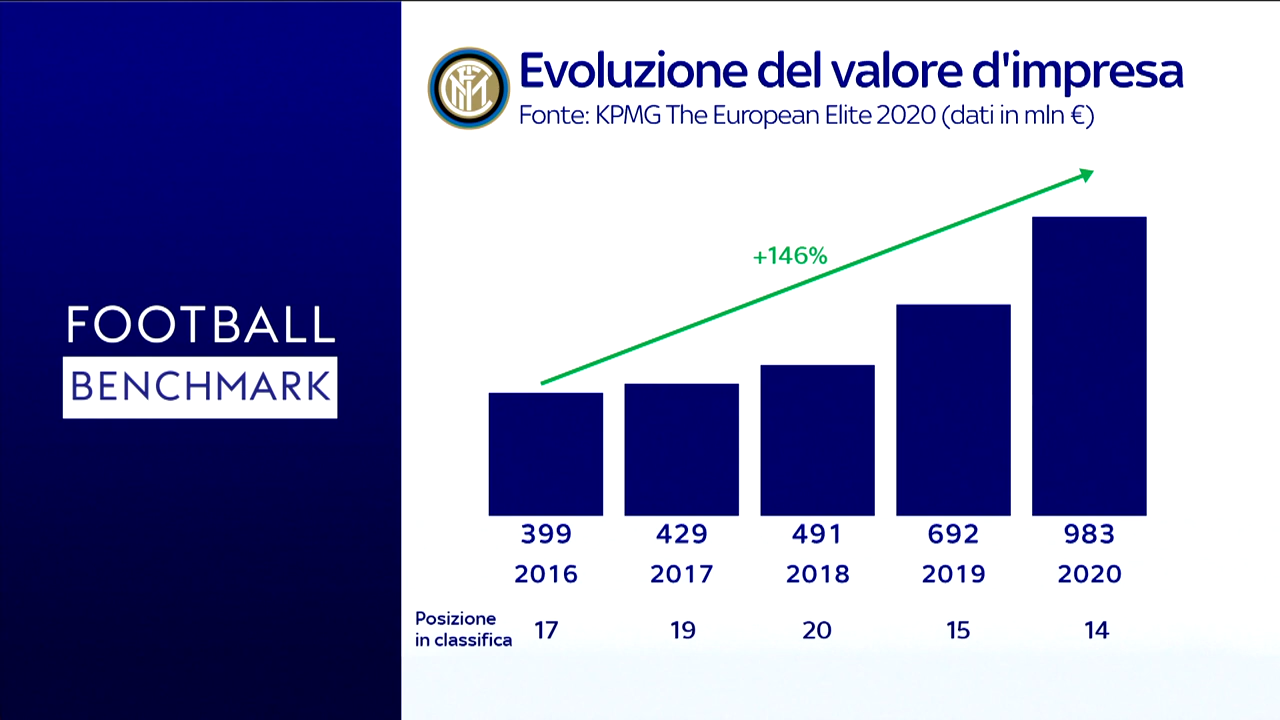 FOOTBALL
BENCHMARK
Evoluzione del valore d'impresa
Fonte: KPMG The European Elite 2020 (dati in mln €)
+146%
399 429 491 692 983
2016 2017 2018 2019 2020
Posizione
in classifica 17 19 20 15 14